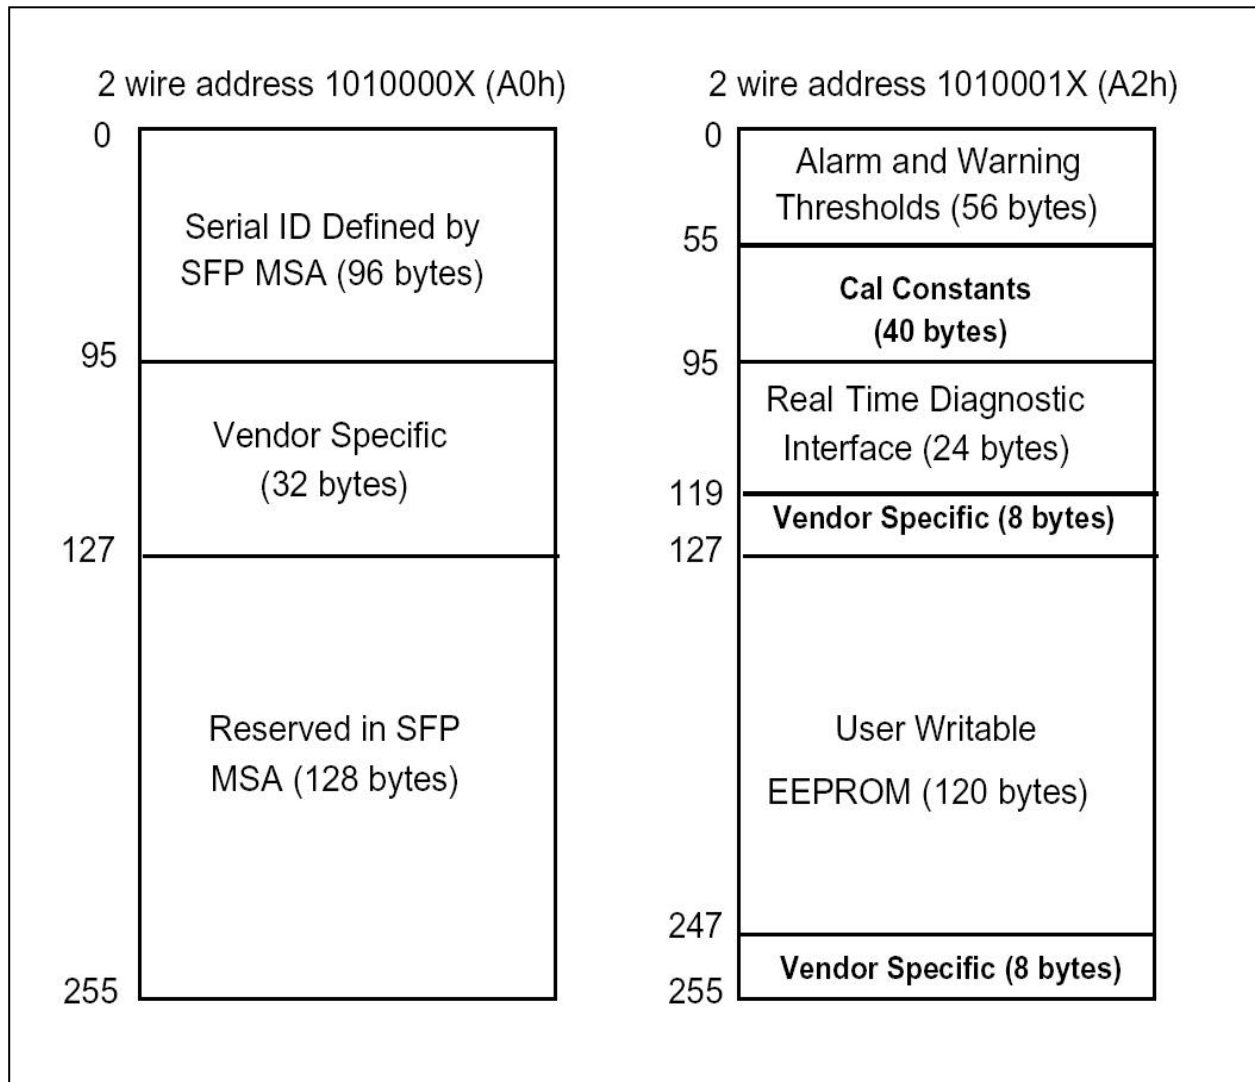 2 wire address 1010000X (A0h)
0
Serial ID Defined by
SFP MSA (96 bytes)
95
Vendor Specific
(32 bytes)
127
Reserved in SFP
MSA (128 bytes)
255
2 wire address 1010001X (A2h)
0
Alarm and Warning
Thresholds (56 bytes)
55
Cal Constants
(40 bytes)
95
Real Time Diagnostic
Interface (24 bytes)
119
Vendor Specific (8 bytes)
127
User Writable
EEPROM (120 bytes)
247
Vendor Specific (8 bytes)
255